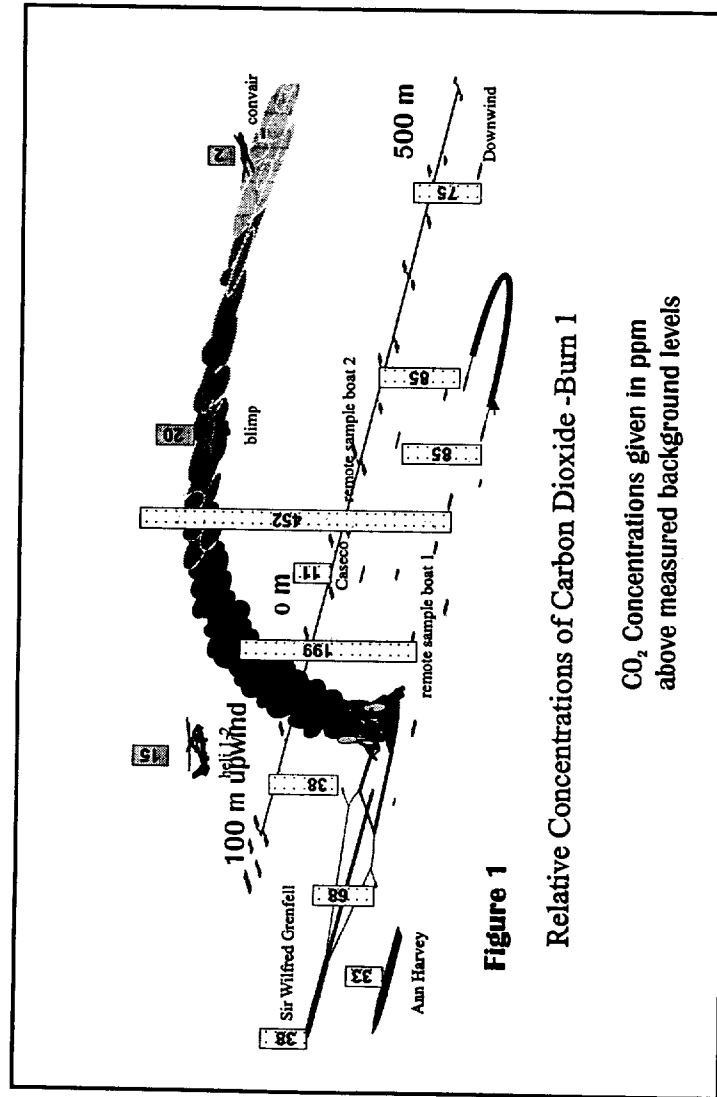 2
convair
20
blimp
15
heli 1,2
100 m upwind
452
0 m
500 m
11
Caseco
199
remote sample boat 2
remote sample boat 1
75
Downwind
85
85
38
68
Sir Wilfred Grenfell
38
33
Ann Harvey
Figure 1
Relative Concentrations of Carbon Dioxide -Burn 1
CO₂ Concentrations given in ppm
above measured background levels